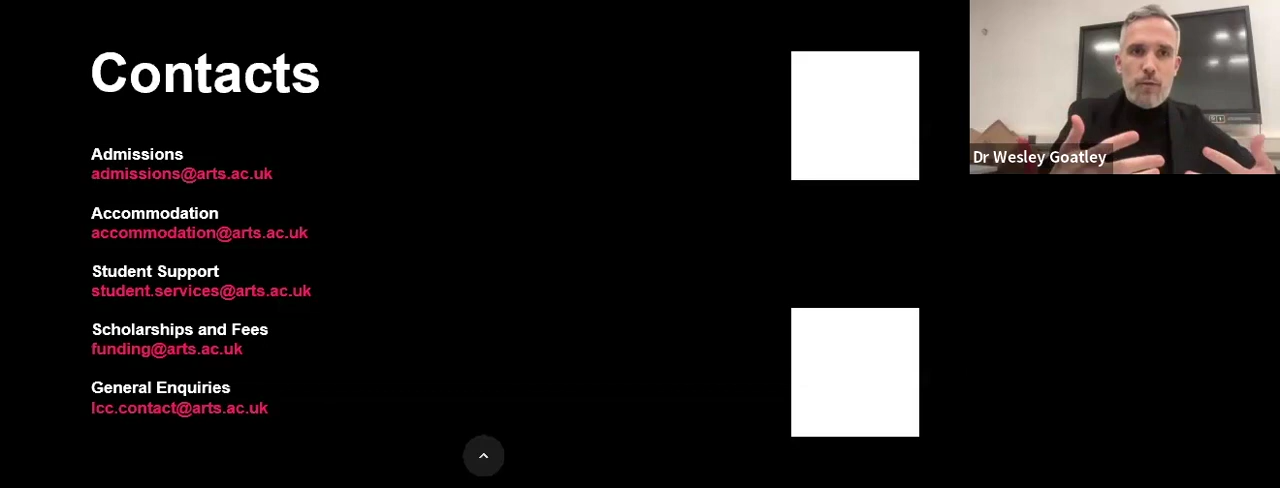 Contacts
Admissions
admissions@arts.ac.uk
Accommodation
accommodation@arts.ac.uk
Student Support
student.services@arts.ac.uk
Scholarships and Fees
funding@arts.ac.uk
General Enquiries
lcc.contact@arts.ac.uk
Dr Wesley Goatley